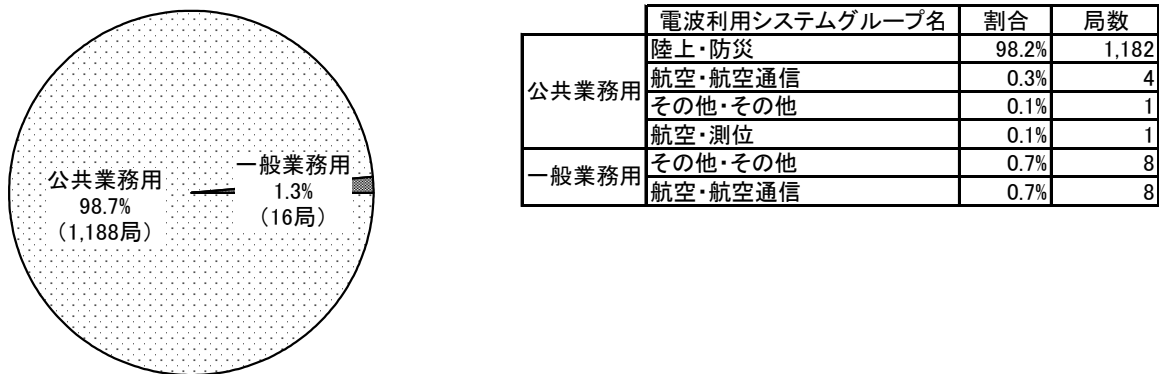 公共業務用
98.7%
（1,188局）
一般業務用
1.3%
（16局）
電波利用システムグループ名 割合 局数
公共業務用 陸上・防災 98.2% 1,182
航空・航空通信 0.3% 4
その他・その他 0.1% 1
航空・測位 0.1% 1
一般業務用 その他・その他 0.7% 8
航空・航空通信 0.7% 8